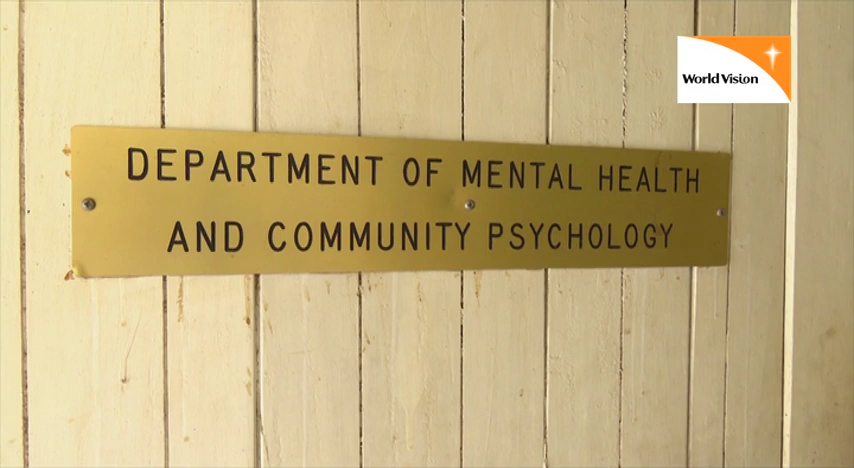 World Vision
DEPARTMENT OF MENTAL HEALTH
AND COMMUNITY PSYCHOLOGY